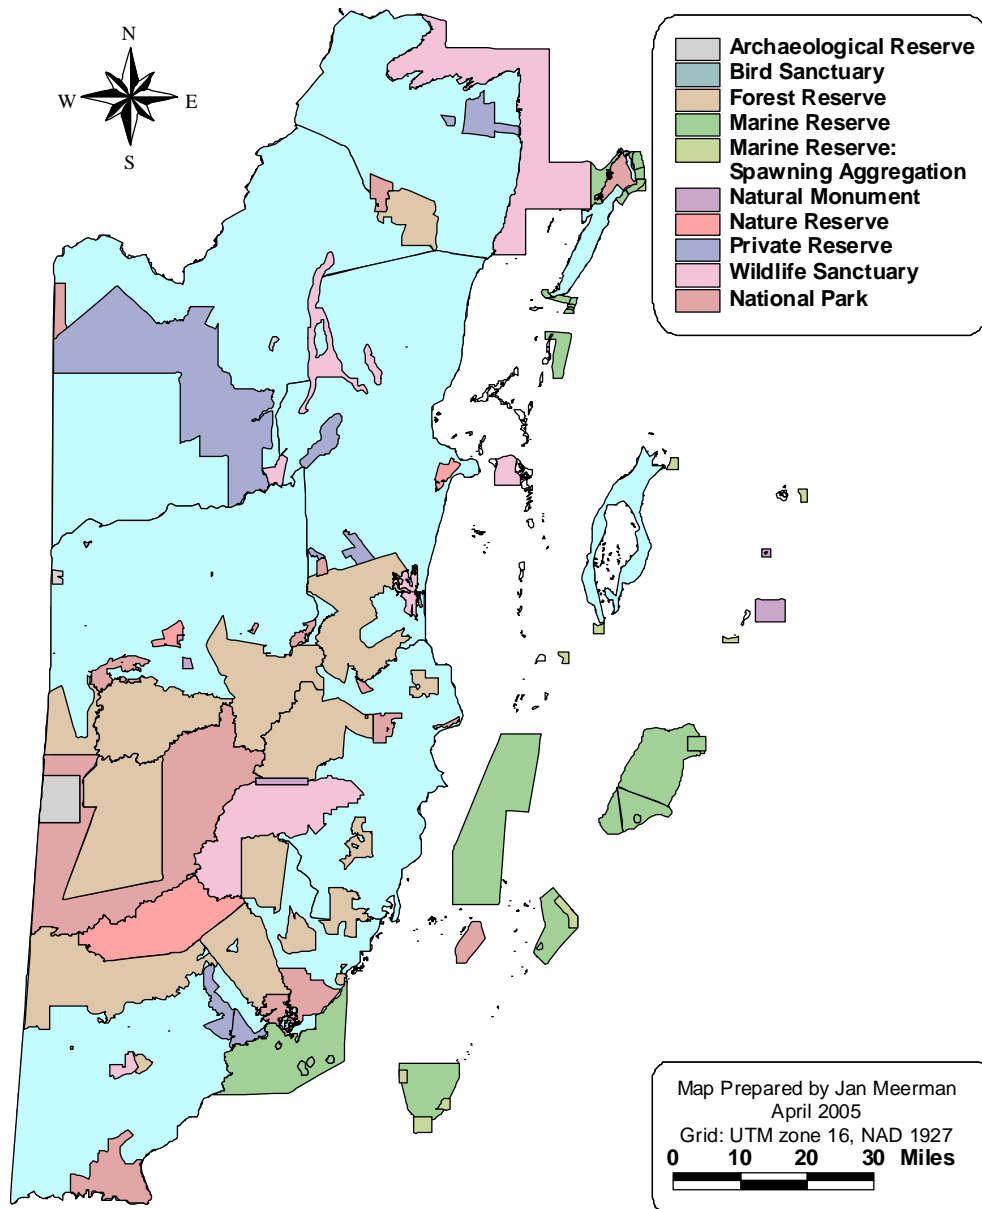 N
W
E
S
Archaeological Reserve
Bird Sanctuary
Forest Reserve
Marine Reserve
Marine Reserve:
Spawning Aggregation
Natural Monument
Nature Reserve
Private Reserve
Wildlife Sanctuary
National Park
Map Prepared by Jan Meerman
April 2005
Grid: UTM zone 16, NAD 1927
0 10 20 30 Miles